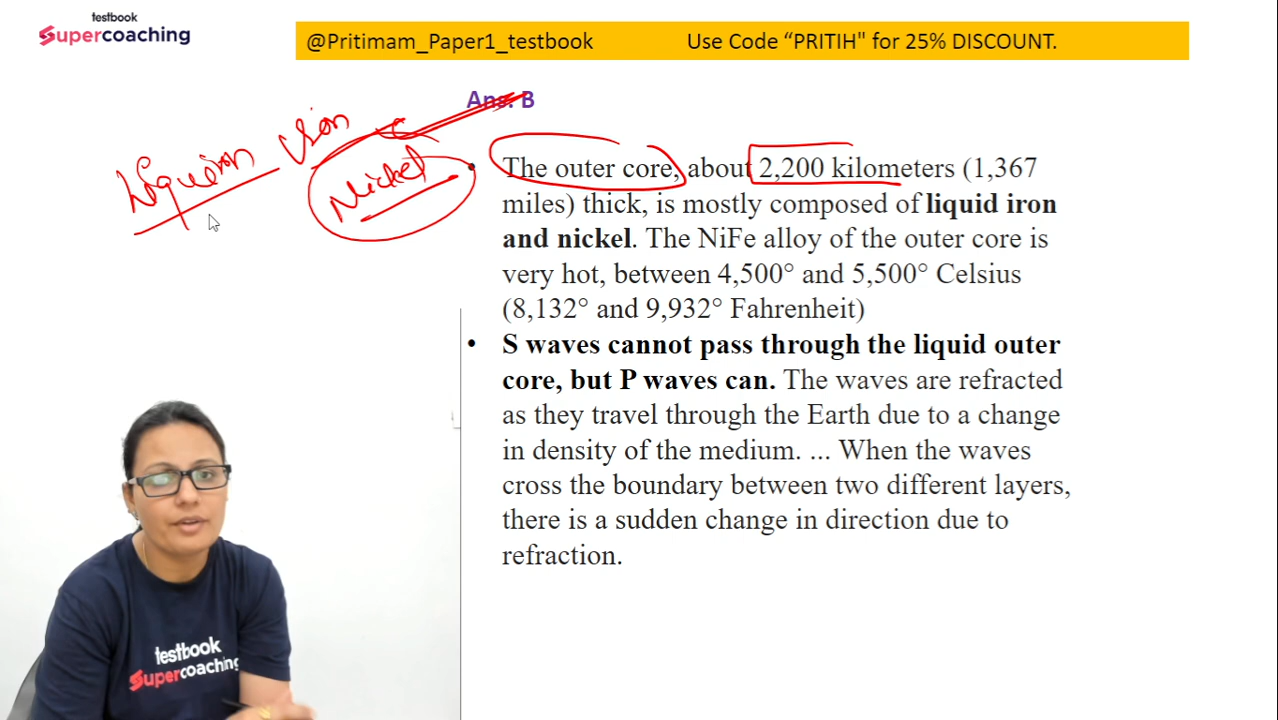 testbook
Supercoaching
@Pritimam_Paper1_testbook Use Code “PRITIH" for 25% DISCOUNT.
Ans. B
Nickel
• The outer core, about 2,200 kilometers (1,367
miles) thick, is mostly composed of liquid iron
and nickel. The NiFe alloy of the outer core is
very hot, between 4,500° and 5,500° Celsius
(8,132° and 9,932° Fahrenheit)
• S waves cannot pass through the liquid outer
core, but P waves can. The waves are refracted
as they travel through the Earth due to a change
in density of the medium. ... When the waves
cross the boundary between two different layers,
there is a sudden change in direction due to
refraction.
testbook
Supercoaching